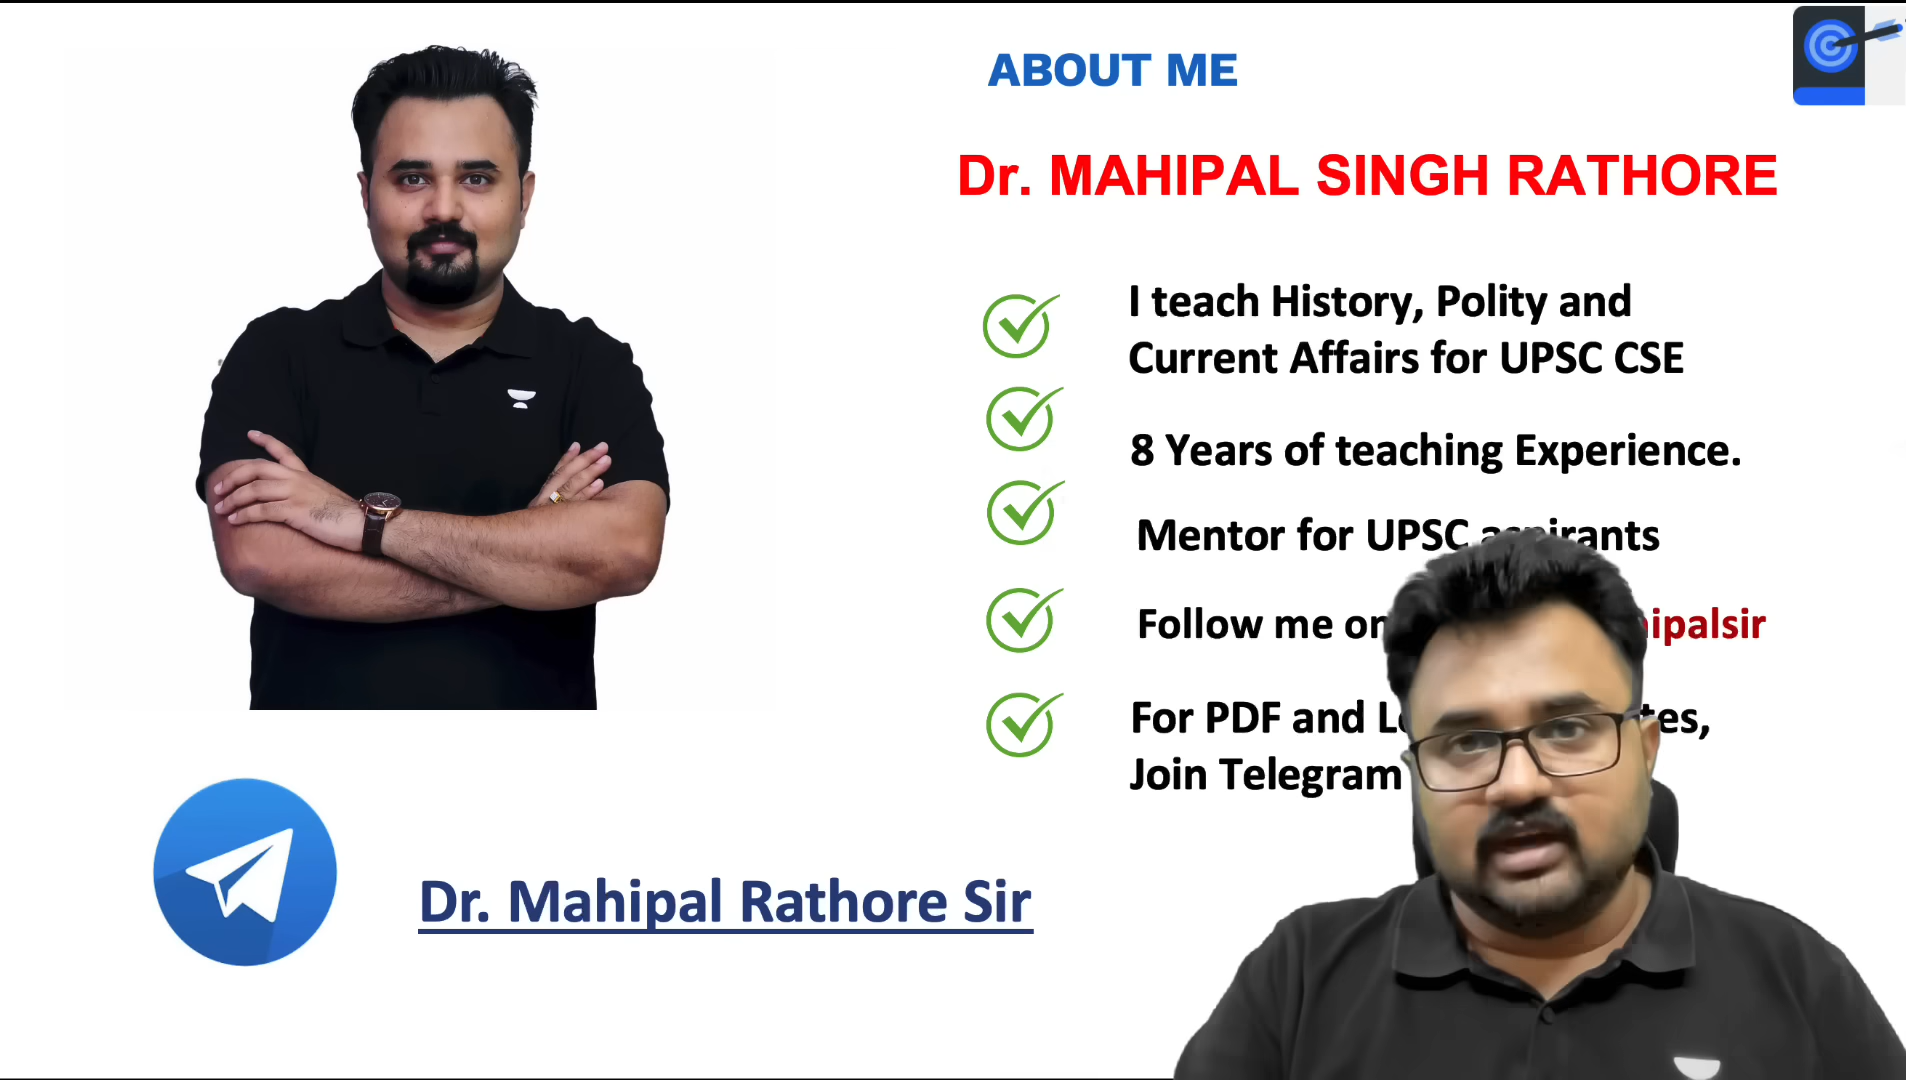 ABOUT ME
Dr. MAHIPAL SINGH RATHORE
I teach History, Polity and
Current Affairs for UPSC CSE
8 Years of teaching Experience.
Mentor for UPSC aspirants
Follow me on
For PDF and
Join Telegram
Dr. Mahipal Rathore Sir